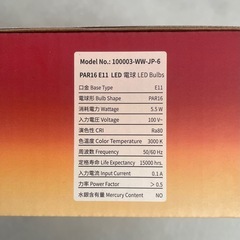 Model No.: 100003-WW-JP-6
PAR16 E11 LED 電球 LED Bulbs
口金 Base Type E11
電球形 Bulb Shape PAR16
消費電力 Wattage 5.5 W
入力電圧 Voltage 100 V~
演色性 CRI Ra80
色温度 Color Temperature 3000 K
周波数 Frequency 50/60 Hz
定格寿命 Life Expectancy 15000 hrs.
入力電流 Input Current 0.1 A
力率 Power Factor > 0.5
水銀含有量 Mercury Content NO